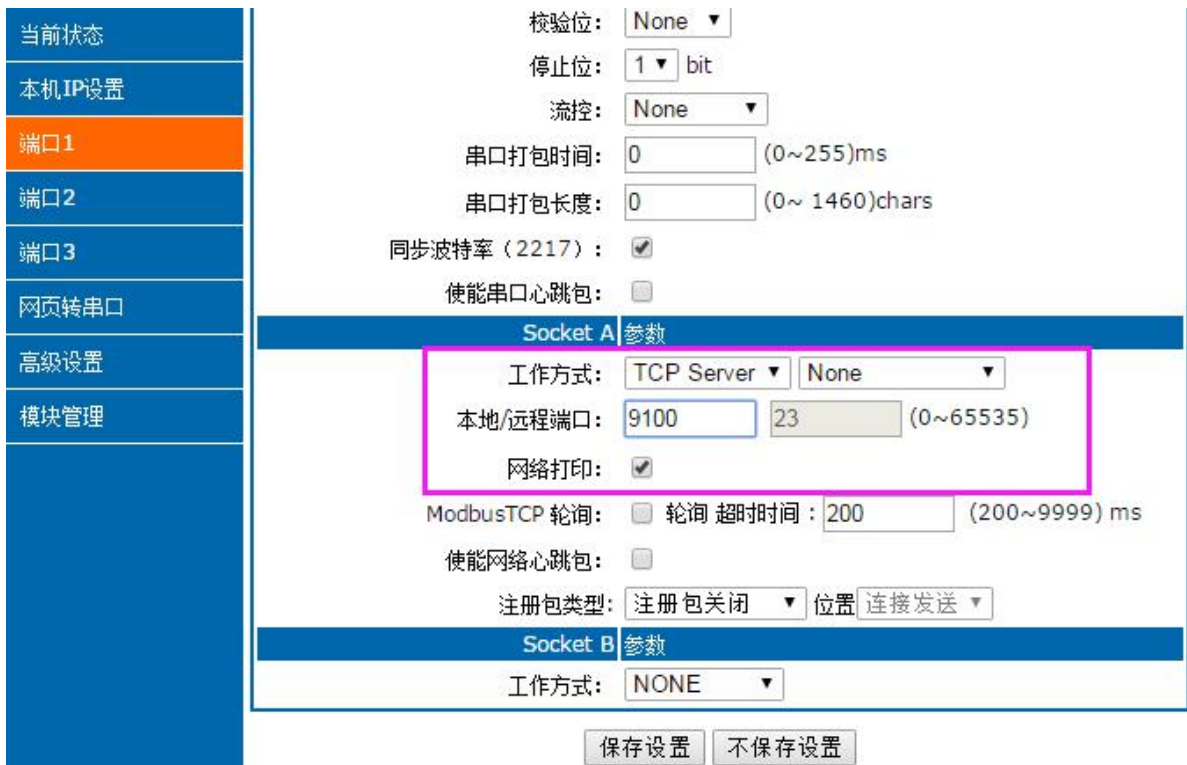 当前状态
本机IP设置
端口1
端口2
端口3
网页转串口
高级设置
模块管理
校验位： None
停止位： 1 bit
流控： None
串口打包时间： 0 (0~255)ms
串口打包长度： 0 (0~ 1460)chars
同步波特率（2217）：
使能串口心跳包：
Socket A 参数
工作方式： TCP Server None
本地/远程端口： 9100 23 (0~65535)
网络打印：
ModbusTCP 轮询： 轮询 超时时间 : 200 (200~9999) ms
使能网络心跳包：
注册包类型: 注册包关闭 位置 连接发送
Socket B 参数
工作方式： NONE
保存设置 不保存设置